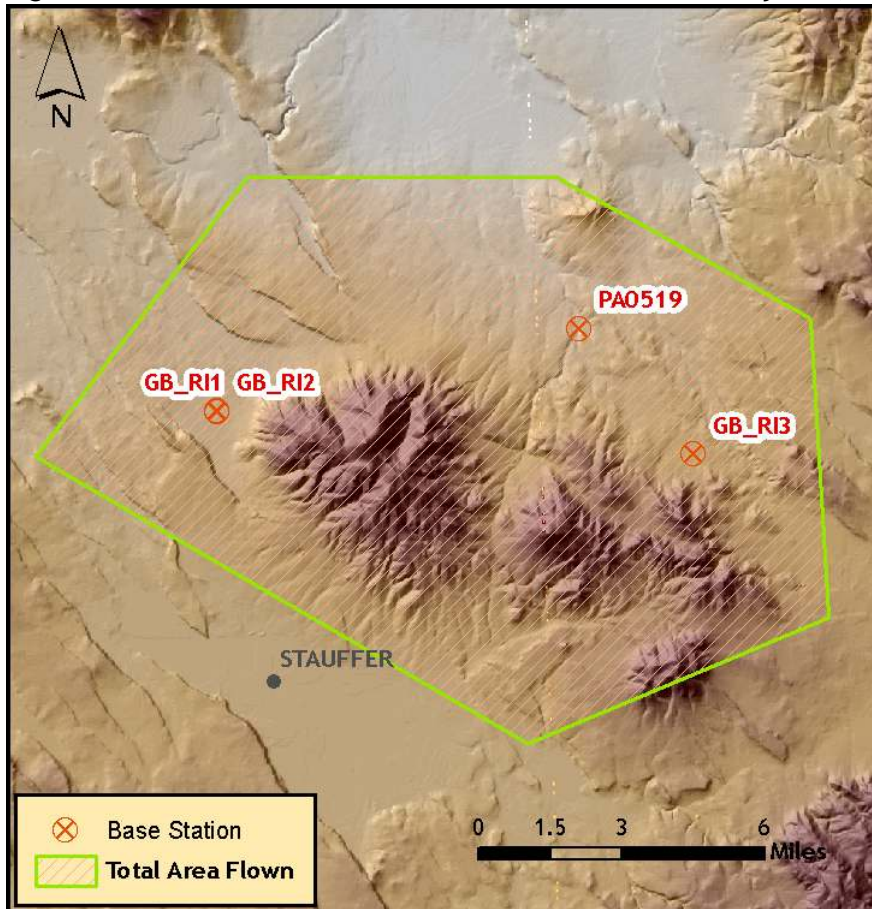 N
PA0519
GB_RI1 GB_RI2
GB_RI3
STAUFFER
Base Station
Total Area Flown
0 1.5 3 6
Miles